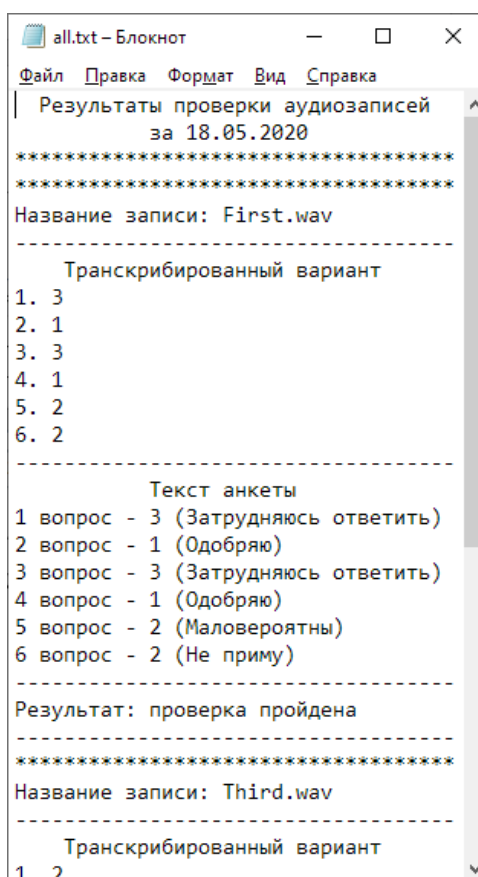 all.txt – Блокнот
Файл Правка Формат Вид Справка
Результаты проверки аудиозаписей
за 18.05.2020
************************************
************************************
Название записи: First.wav
------------------------------------
Транскрибированный вариант
1. 3
2. 1
3. 3
4. 1
5. 2
6. 2
------------------------------------
Текст анкеты
1 вопрос - 3 (Затрудняюсь ответить)
2 вопрос - 1 (Одобряю)
3 вопрос - 3 (Затрудняюсь ответить)
4 вопрос - 1 (Одобряю)
5 вопрос - 2 (Маловероятны)
6 вопрос - 2 (Не приму)
------------------------------------
Результат: проверка пройдена
------------------------------------
************************************
Название записи: Third.wav
------------------------------------
Транскрибированный вариант
1. 2